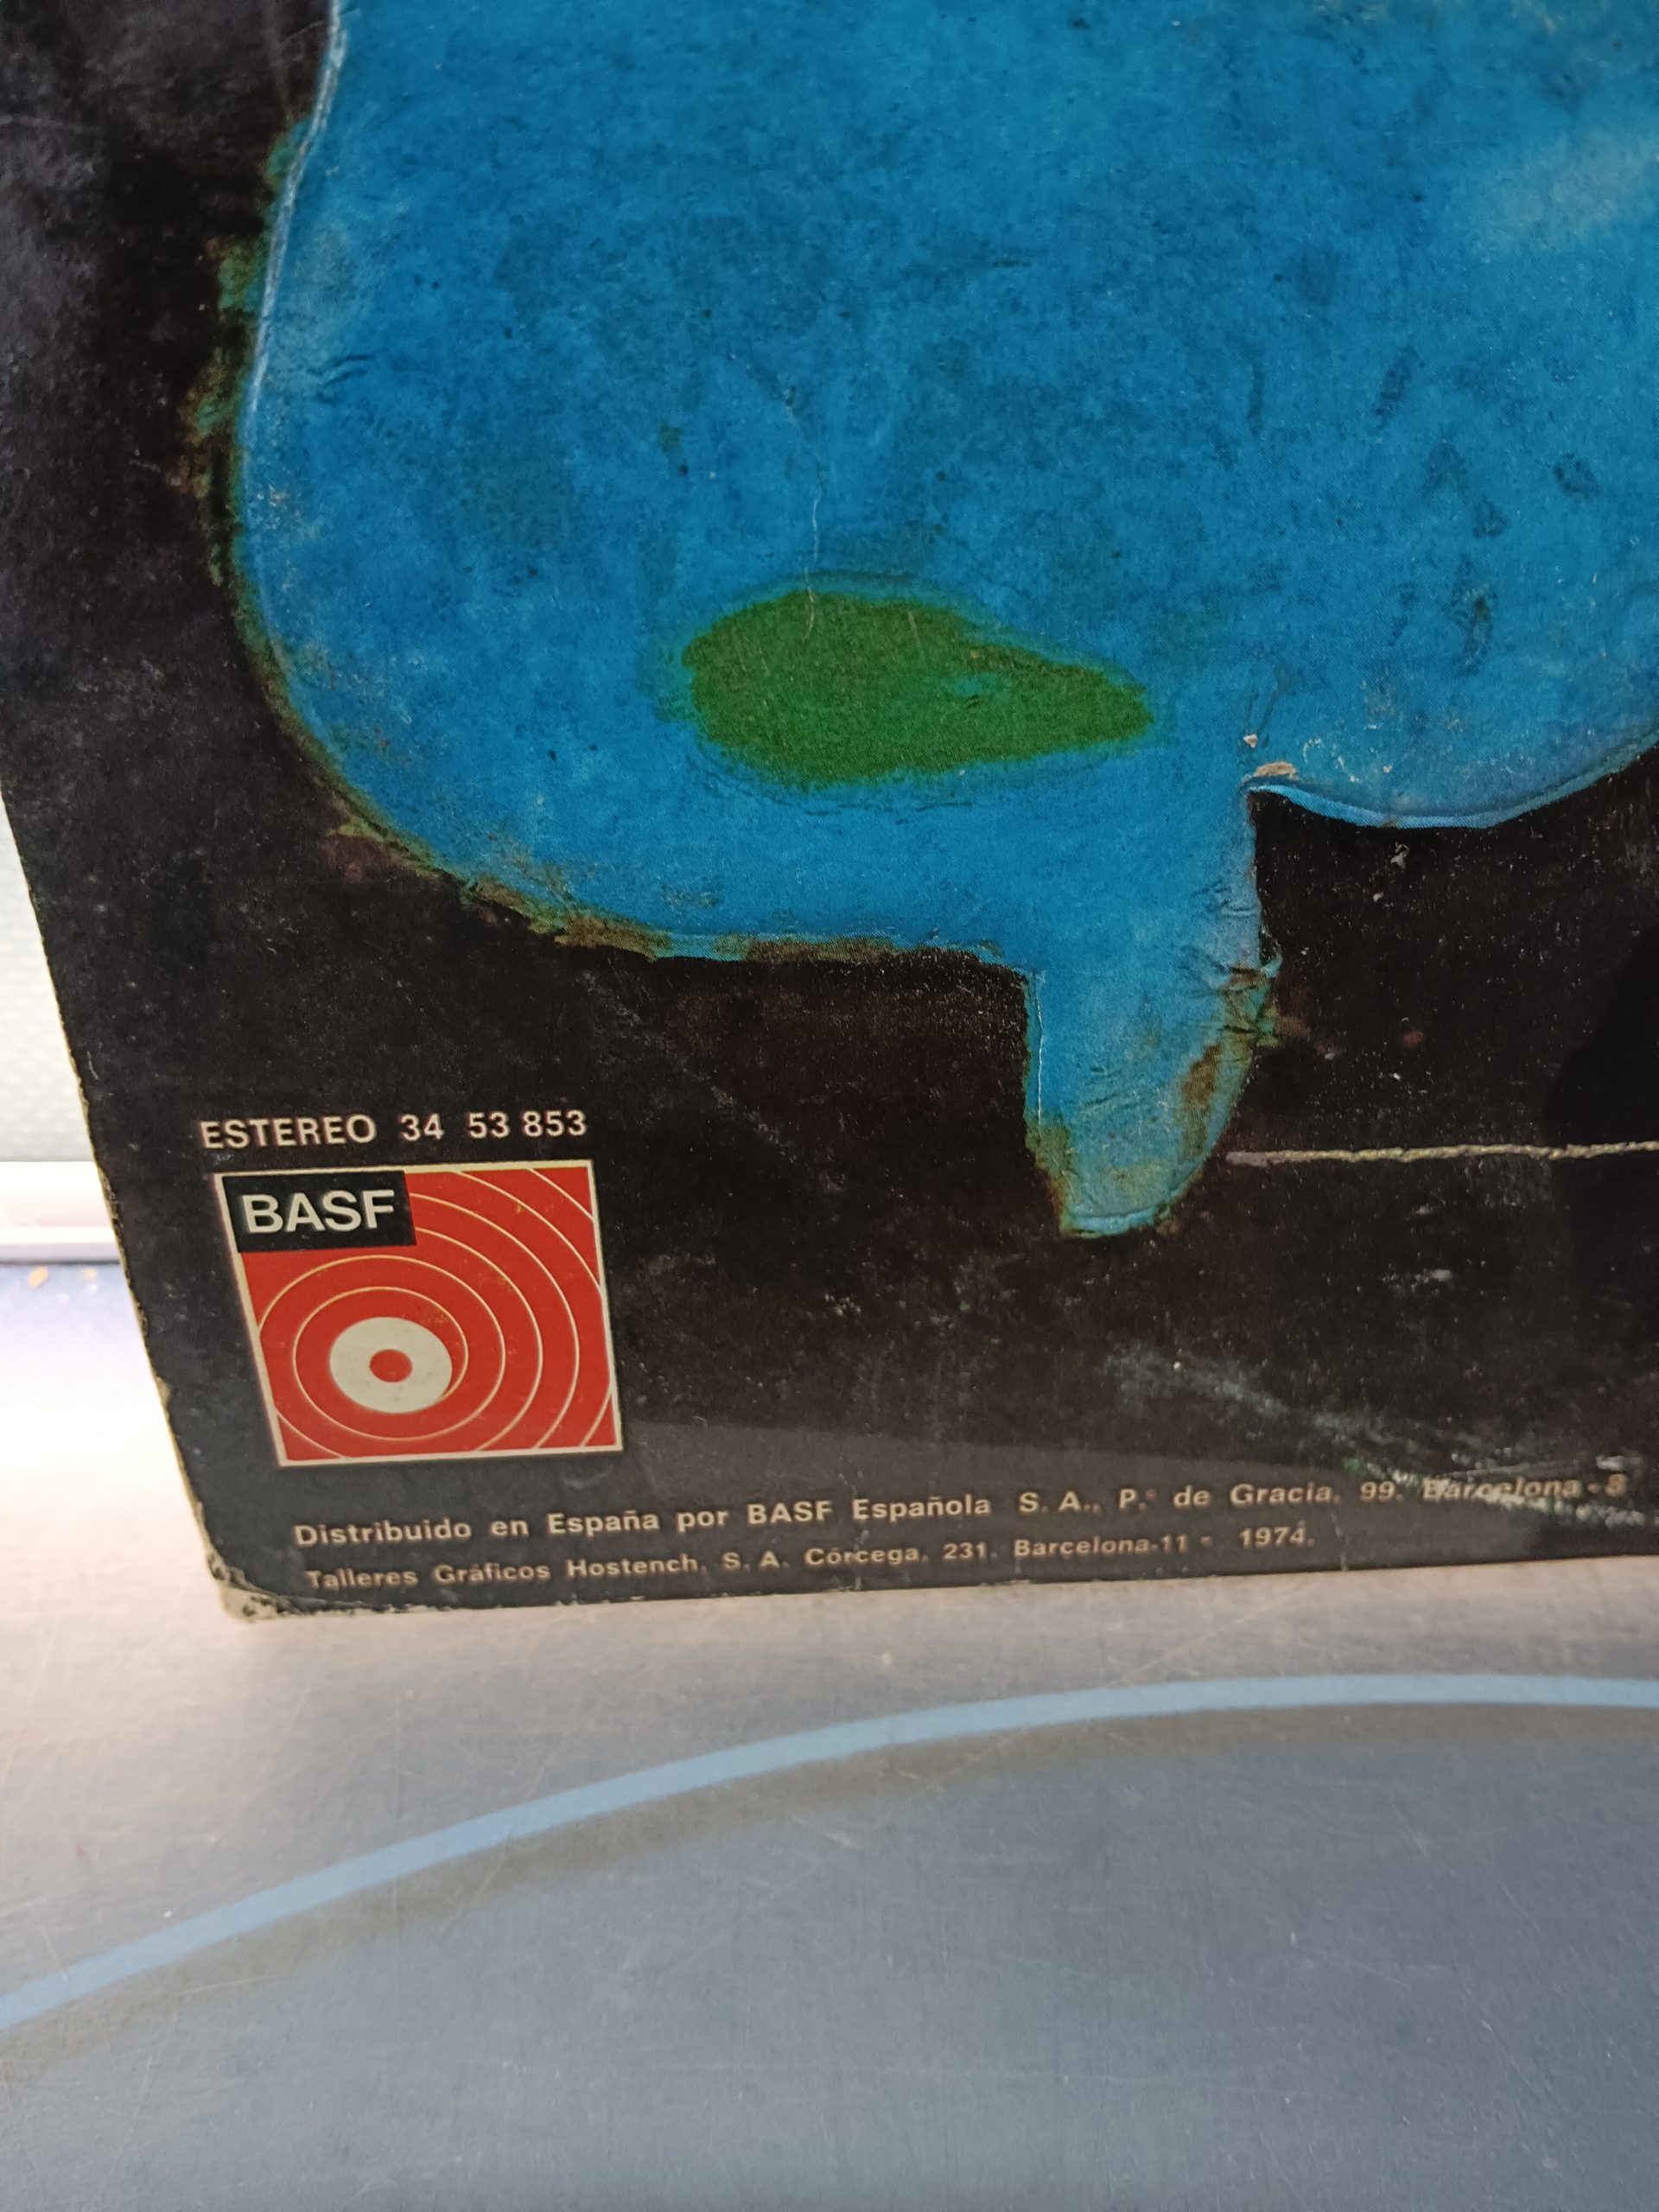 ESTEREO 34 53 853
BASF
Distribuido en España por BASF Española S. A., P.º de Gracia, 99. Barcelona-8
Talleres Gráficos Hostench, S. A. Córcega, 231. Barcelona-11 - 1974.